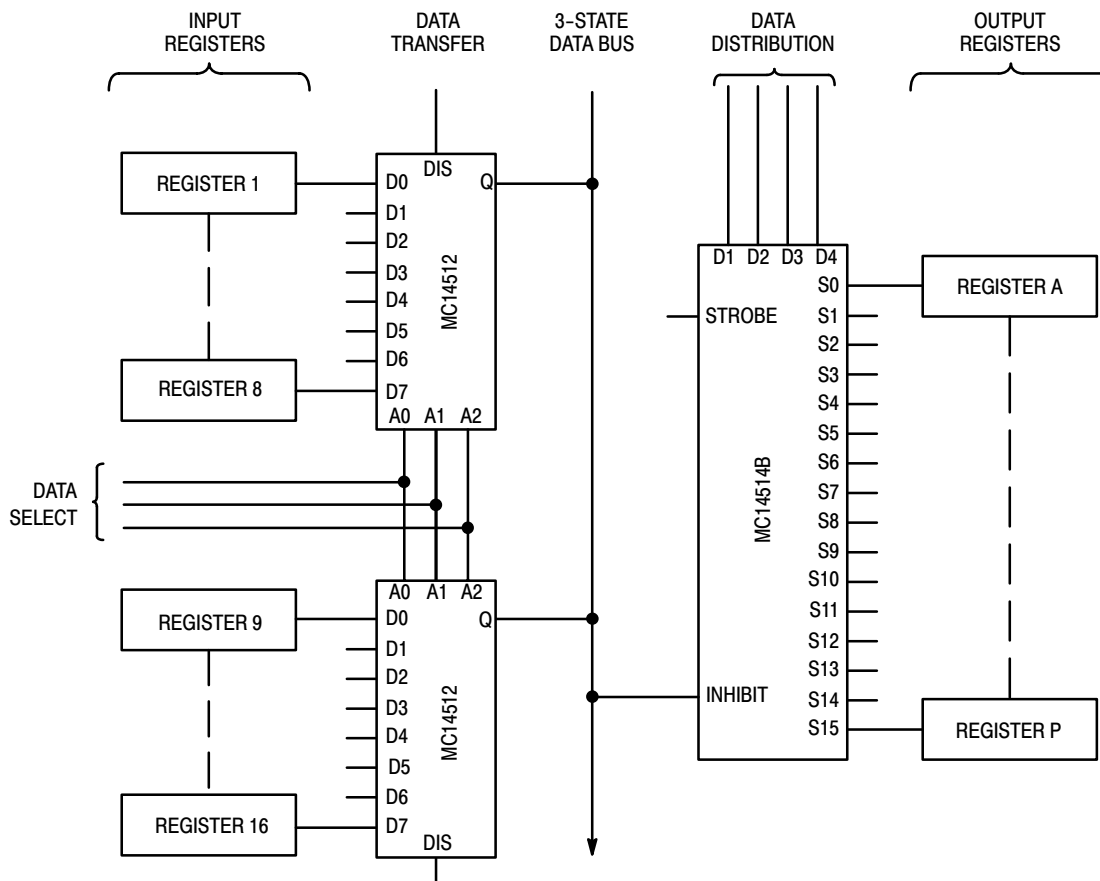 INPUT
REGISTERS
DATA
TRANSFER
3-STATE
DATA BUS
DATA
DISTRIBUTION
OUTPUT
REGISTERS
REGISTER 1
REGISTER 8
DIS
D0
D1
D2
D3
D4
D5
D6
D7
Q
MC14512
A0 A1 A2
DATA
SELECT
A0 A1 A2
REGISTER 9
REGISTER 16
D0
D1
D2
D3
D4
D5
D6
D7
Q
MC14512
DIS
D1 D2 D3 D4
STROBE
MC14514B
INHIBIT
S0
S1
S2
S3
S4
S5
S6
S7
S8
S9
S10
S11
S12
S13
S14
S15
REGISTER A
REGISTER P